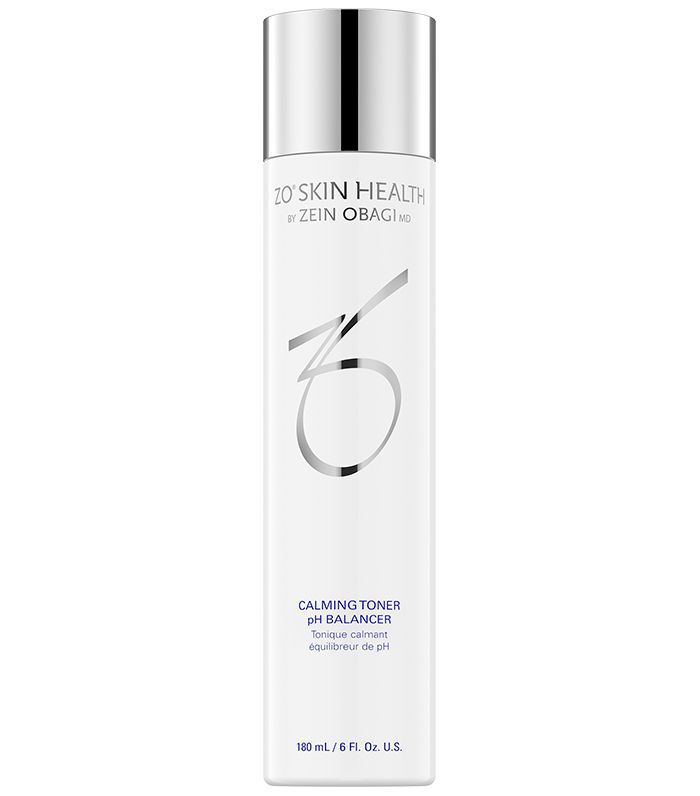 ZO® SKIN HEALTH
BY ZEIN OBAGI MD
CALMING TONER
pH BALANCER
Tonique calmant
équilibreur de pH
180 mL / 6 Fl. Oz. U.S.